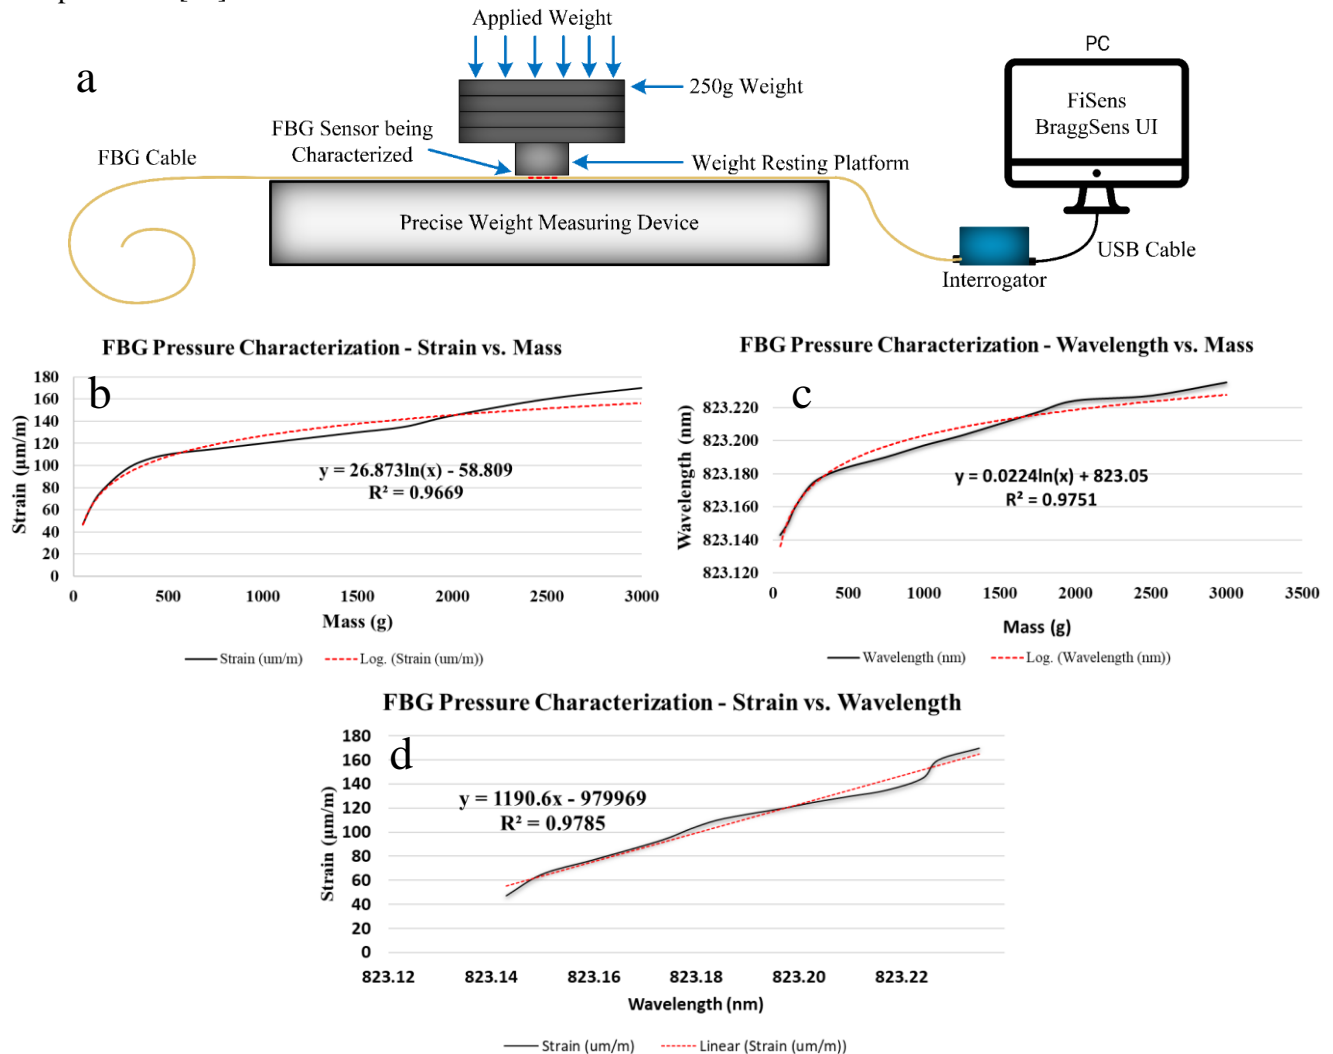 Applied Weight
PC
a
250g Weight
FiSens
BraggSens UI
FBG Sensor being
Characterized
FBG Cable
Weight Resting Platform
Precise Weight Measuring Device
USB Cable
Interrogator
FBG Pressure Characterization - Strain vs. Mass
b
Strain (μm/m)
180
160
140
120
100
80
60
40
20
0
y = 26.873ln(x) - 58.809
R² = 0.9669
0 500 1000 1500 2000 2500 3000
Mass (g)
Strain (um/m) Log. (Strain (um/m))
FBG Pressure Characterization - Wavelength vs. Mass
c
Wavelength (nm)
823.220
823.200
823.180
823.160
823.140
823.120
y = 0.0224ln(x) + 823.05
R² = 0.9751
0 500 1000 1500 2000 2500 3000 3500
Mass (g)
Wavelength (nm) Log. (Wavelength (nm))
FBG Pressure Characterization - Strain vs. Wavelength
d
Strain (μm/m)
180
160
140
120
100
80
60
40
20
0
y = 1190.6x - 979969
R² = 0.9785
823.12 823.14 823.16 823.18 823.20 823.22
Wavelength (nm)
Strain (um/m) Linear (Strain (um/m))